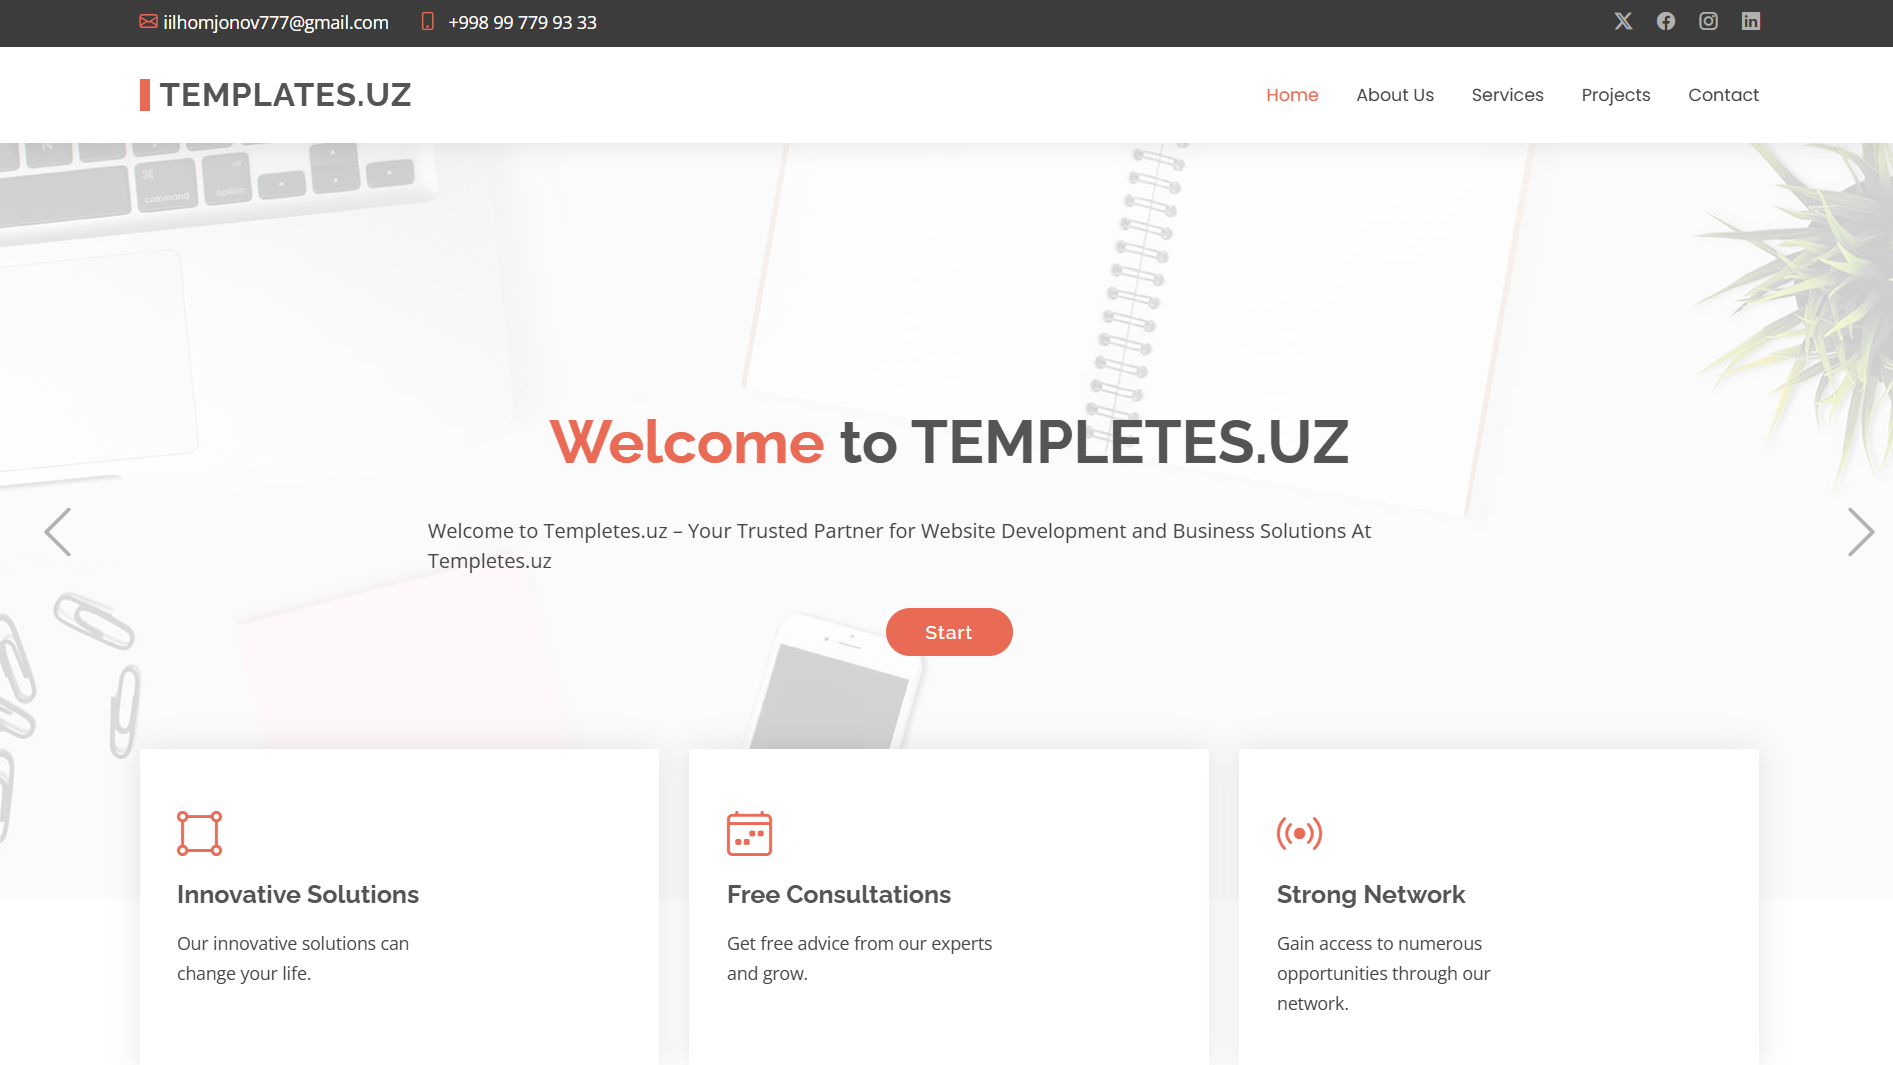 iilhomjonov777@gmail.com +998 99 779 93 33
TEMPLATES.UZ
Home About Us Services Projects Contact
command option
Welcome to TEMPLETES.UZ
Welcome to Templetes.uz – Your Trusted Partner for Website Development and Business Solutions At
Templetes.uz
Start
Innovative Solutions
Our innovative solutions can
change your life.
Free Consultations
Get free advice from our experts
and grow.
Strong Network
Gain access to numerous
opportunities through our
network.